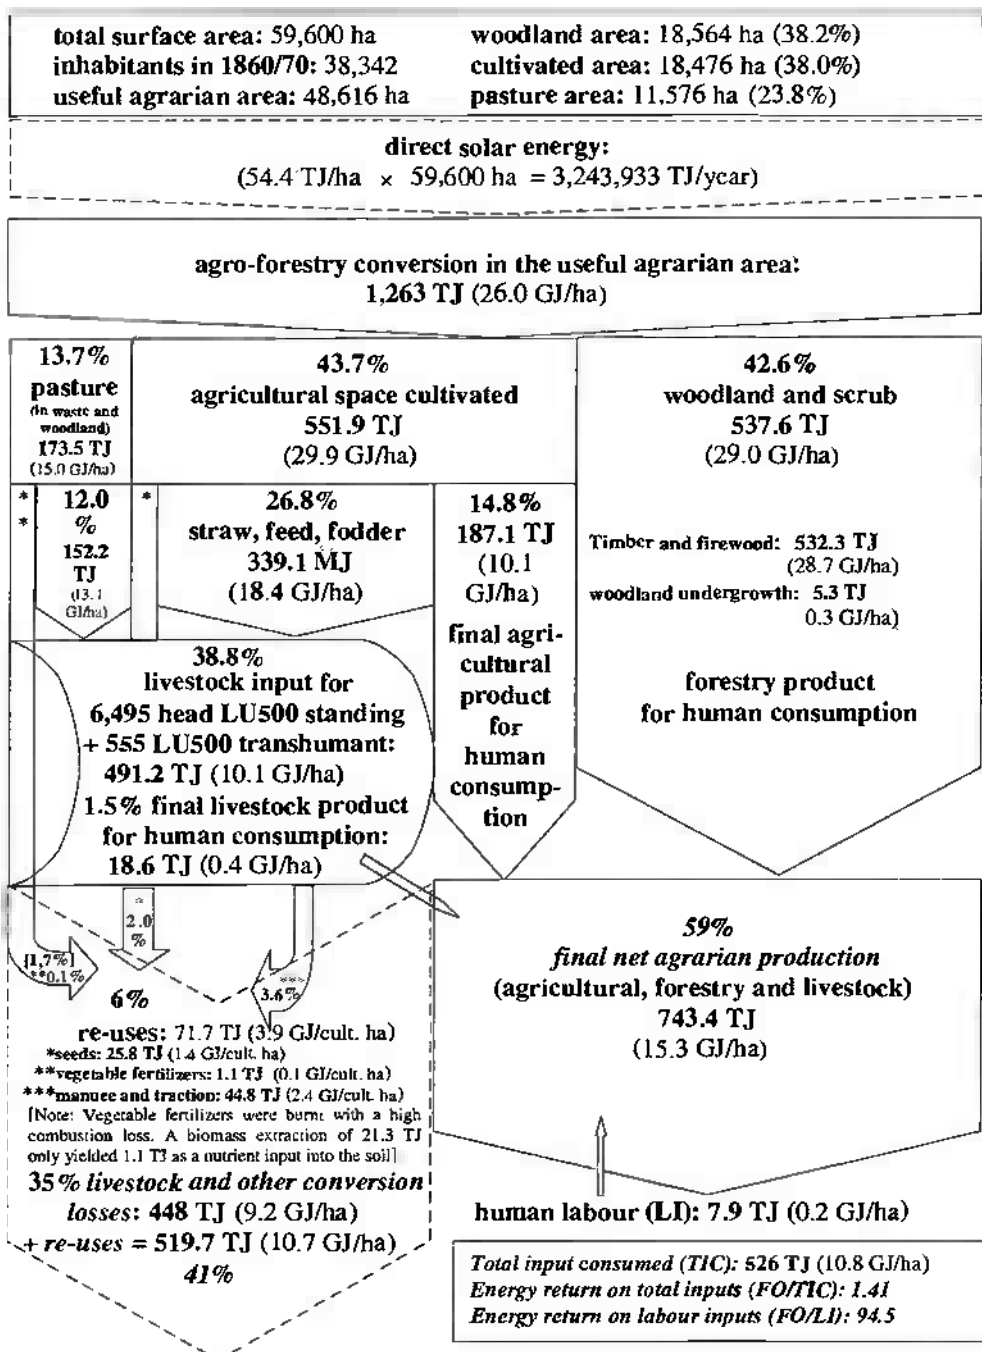 total surface area: 59,600 ha
inhabitants in 1860/70: 38,342
useful agrarian area: 48,616 ha
woodland area: 18,564 ha (38.2%)
cultivated area: 18,476 ha (38.0%)
pasture area: 11,576 ha (23.8%)
direct solar energy:
(54.4 TJ/ha × 59,600 ha = 3,243,933 TJ/year)
agro-forestry conversion in the useful agrarian area:
1,263 TJ (26.0 GJ/ha)
13.7%
pasture
(in waste and
woodland)
173.5 TJ
(15.0 GJ/ha)
43.7%
agricultural space cultivated
551.9 TJ
(29.9 GJ/ha)
42.6%
woodland and scrub
537.6 TJ
(29.0 GJ/ha)
*
*
12.0
%
152.2
TJ
(13.1
GJ/ha)
*
26.8%
straw, feed, fodder
339.1 MJ
(18.4 GJ/ha)
14.8%
187.1 TJ
(10.1
GJ/ha)
final agri-
cultural
product
for
human
consump-
tion
Timber and firewood: 532.3 TJ
(28.7 GJ/ha)
woodland undergrowth: 5.3 TJ
0.3 GJ/ha)
forestry product
for human consumption
38.8%
livestock input for
6,495 head LU500 standing
+ 555 LU500 transhumant:
491.2 TJ (10.1 GJ/ha)
1.5% final livestock product
for human consumption:
18.6 TJ (0.4 GJ/ha)
*
2.0
%
[1,7%]
**0.1%
***
3.6%
6%
re-uses: 71.7 TJ (3.9 GJ/cult. ha)
*seeds: 25.8 TJ (1.4 GJ/cult. ha)
**vegetable fertilizers: 1.1 TJ (0.1 GJ/cult. ha)
***manuee and traction: 44.8 TJ (2.4 GJ/cult. ha)
[Note: Vegetable fertilizers were burnt with a high
combustion loss. A biomass extraction of 21.3 TJ
only yielded 1.1 TJ as a nutrient input into the soil]
35% livestock and other conversion
losses: 448 TJ (9.2 GJ/ha)
+ re-uses = 519.7 TJ (10.7 GJ/ha)
41%
59%
final net agrarian production
(agricultural, forestry and livestock)
743.4 TJ
(15.3 GJ/ha)
human labour (LI): 7.9 TJ (0.2 GJ/ha)
Total input consumed (TIC): 526 TJ (10.8 GJ/ha)
Energy return on total inputs (FO/TIC): 1.41
Energy return on labour inputs (FO/LI): 94.5